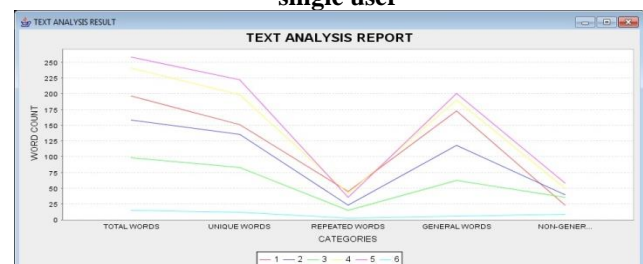 single user
TEXT ANALYSIS RESULT
TEXT ANALYSIS REPORT
250
225
200
175
150
125
100
75
50
25
0
WORD COUNT
TOTAL WORDS UNIQUE WORDS REPEATED WORDS GENERAL WORDS NON-GENER...
CATEGORIES
1 2 3 4 5 6